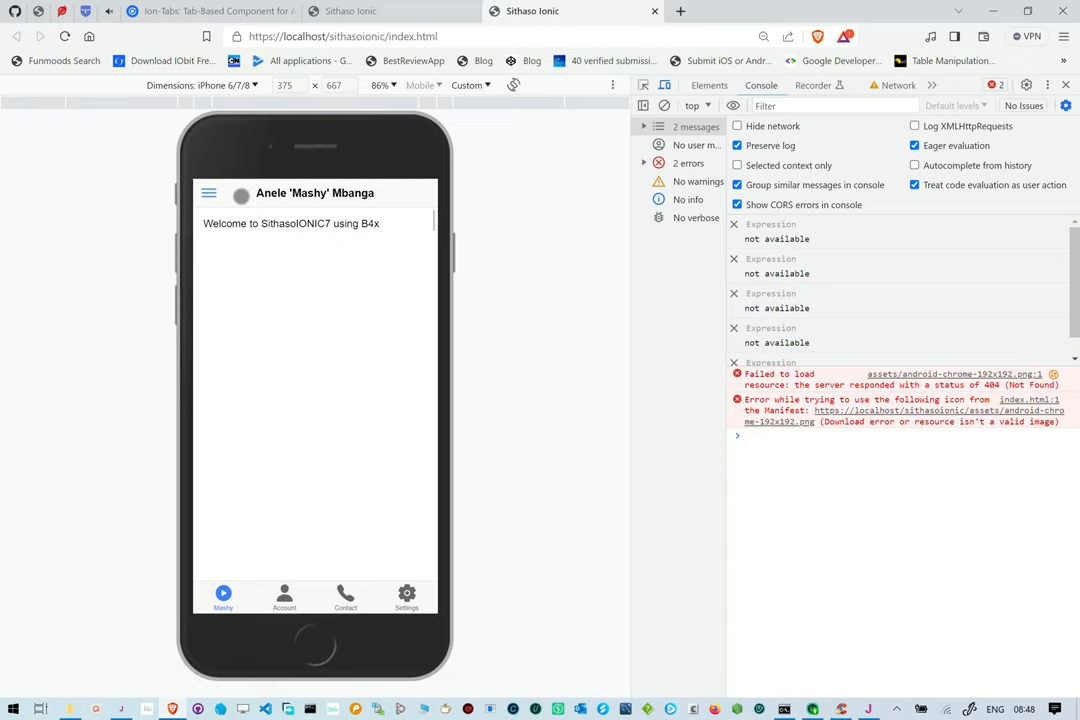 Ion-Tabs: Tab-Based Component for A
Sithaso Ionic
Sithaso Ionic
https://localhost/sithasoionic/index.html
VPN
Funmoods Search
Download IObit Fre...
All applications - G...
BestReviewApp
Blog
Blog
40 verified submissi...
Submit iOS or Andr...
Google Developer...
Table Manipulation...
Dimensions: iPhone 6/7/8
375
×
667
86%
Mobile
Custom
Elements
Console
Recorder
Network
2
top
Filter
Default levels
No Issues
2 messages
No user m...
2 errors
No warnings
No info
No verbose
Hide network
Log XMLHttpRequests
Preserve log
Eager evaluation
Selected context only
Autocomplete from history
Group similar messages in console
Treat code evaluation as user action
Show CORS errors in console
Expression
not available
Expression
not available
Expression
not available
Expression
not available
Expression
Failed to load assets/android-chrome-192x192.png:1
resource: the server responded with a status of 404 (Not Found)
Error while trying to use the following icon from index.html:1
the Manifest: https://localhost/sithasoionic/assets/android-chro
me-192x192.png (Download error or resource isn't a valid image)
Anele 'Mashy' Mbanga
Welcome to SithasoIONIC7 using B4x
Mashy
Account
Contact
Settings
ENG
08:48